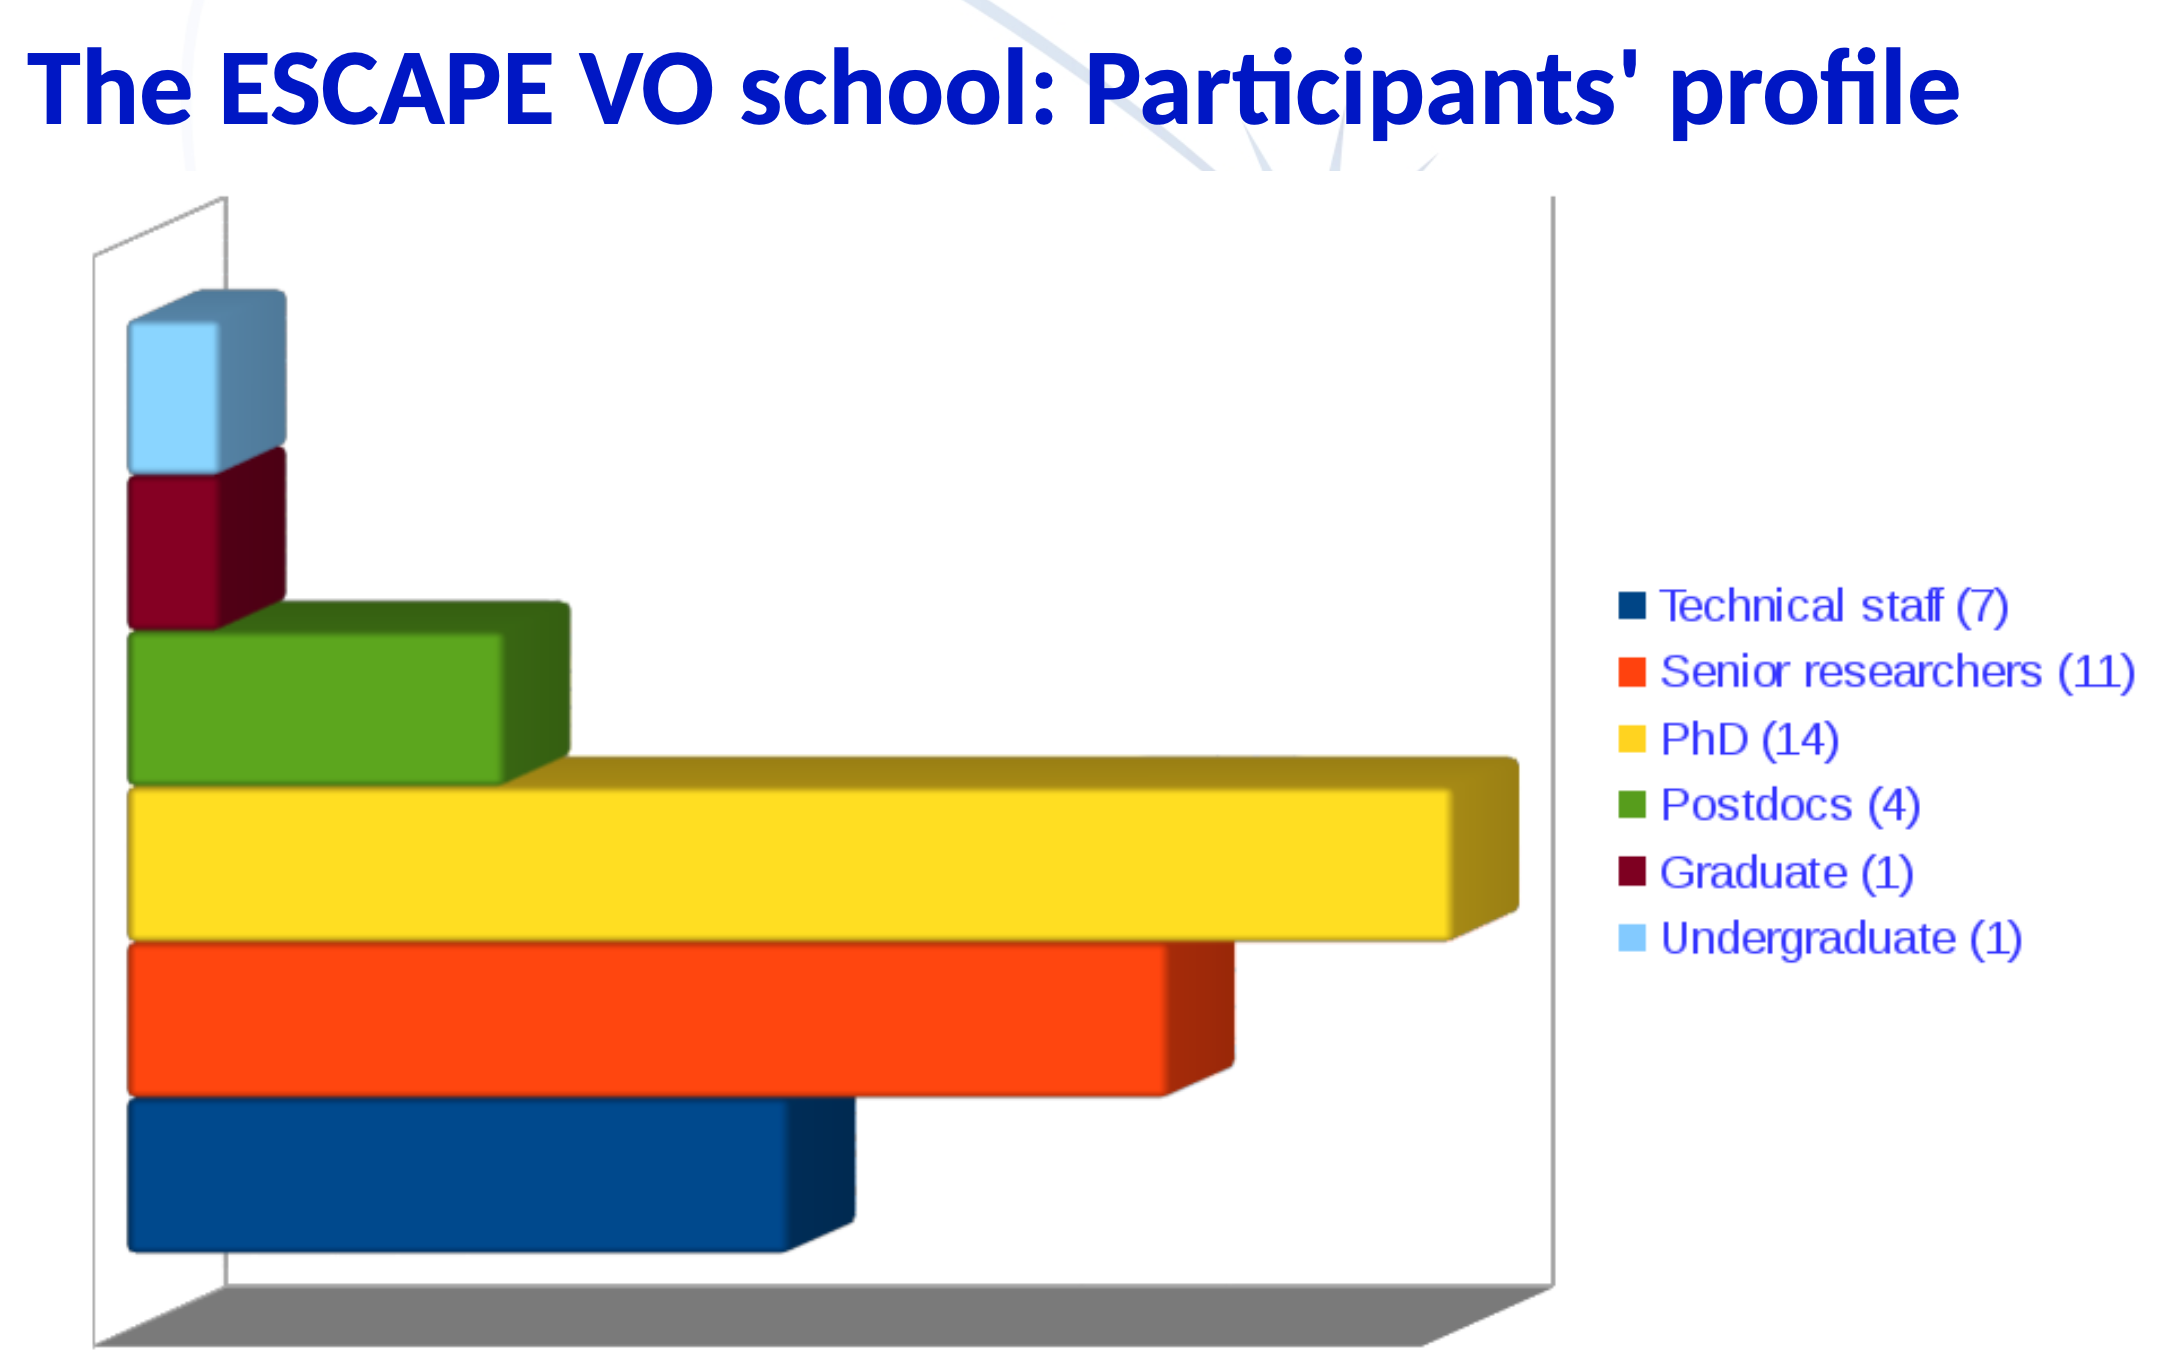 The ESCAPE VO school: Participants' profile
Technical staff (7)
Senior researchers (11)
PhD (14)
Postdocs (4)
Graduate (1)
Undergraduate (1)